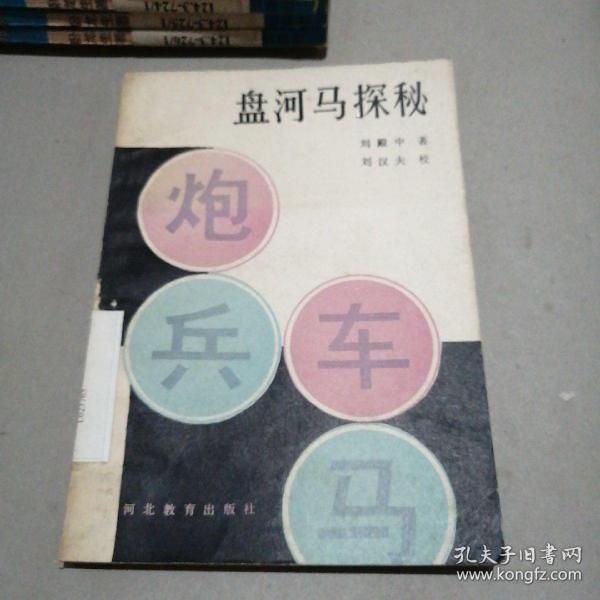 盘河马探秘
刘殿中 著
刘汉夫 校
炮
兵
车
马
河北教育出版社
孔夫子旧書网
www.kongfz.com